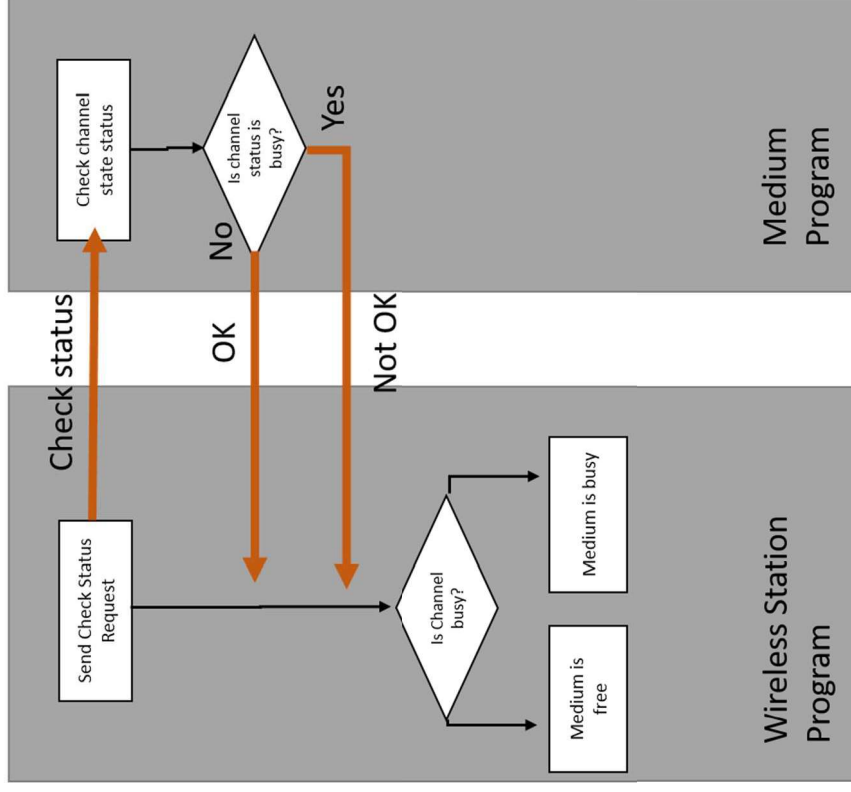 Send Check Status
Request
Check status
Check channel
state status
Is channel
status is
busy?
No
Yes
OK
Not OK
Is Channel
busy?
Medium is
free
Medium is busy
Wireless Station
Program
Medium
Program